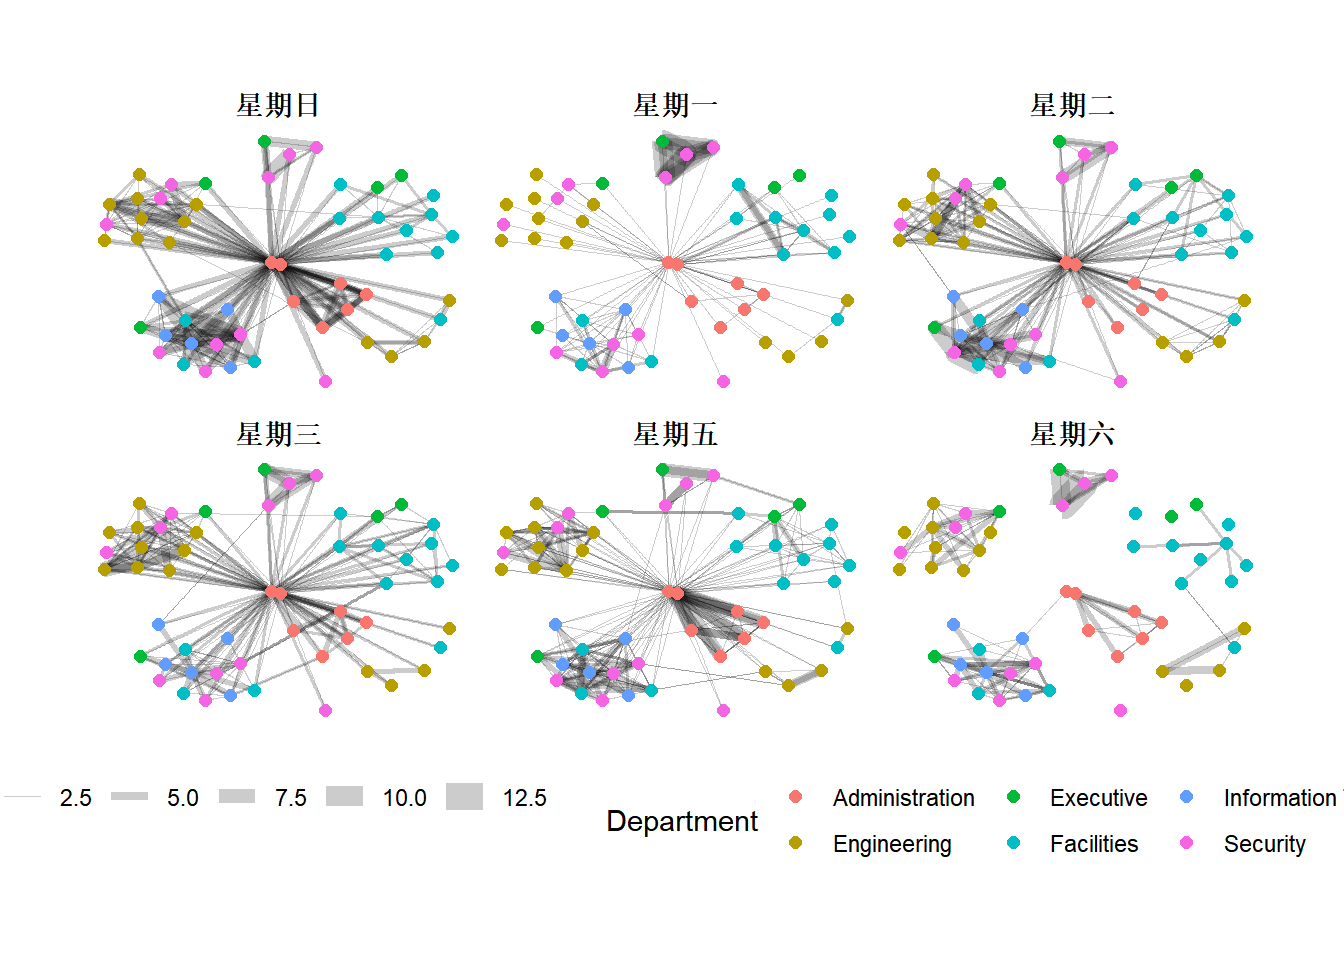 星期日 星期一 星期二
星期三 星期五 星期六
2.5 5.0 7.5 10.0 12.5
Department
Administration Executive Information
Engineering Facilities Security